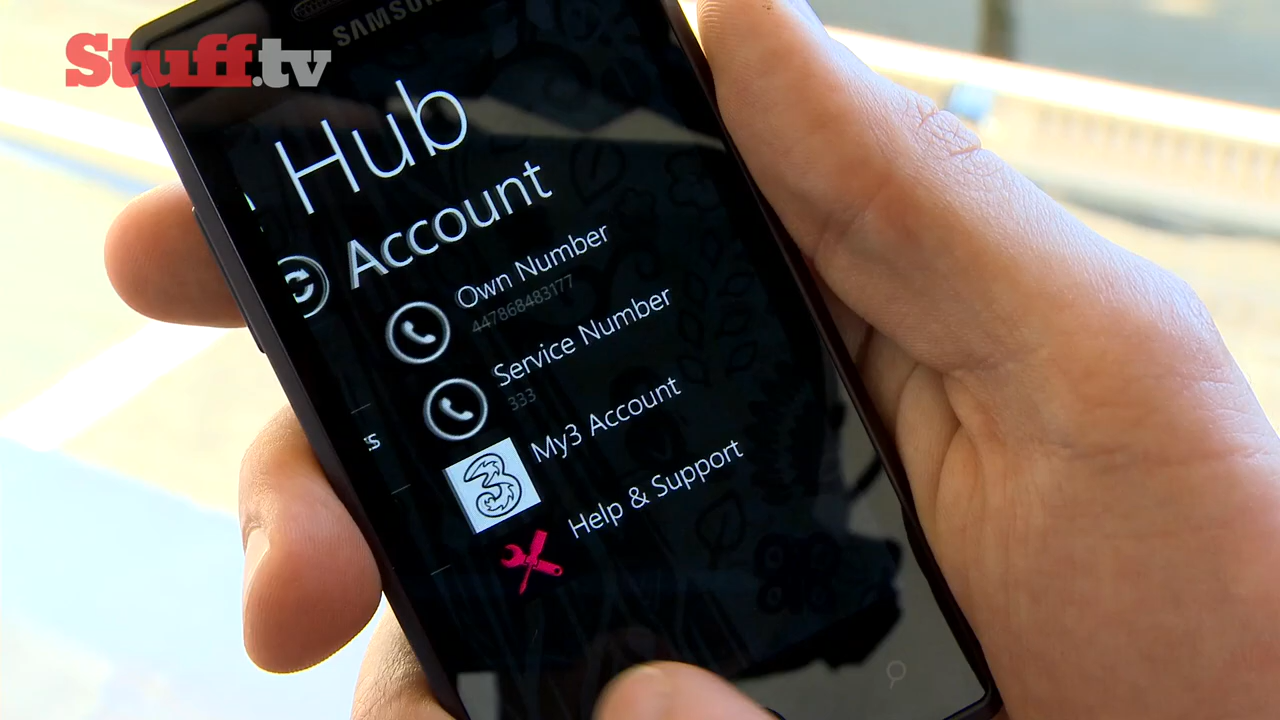 Stuff.tv
SAMSUNG
Hub
Account
Own Number
447868483177
Service Number
333
My3 Account
s
Help & Support